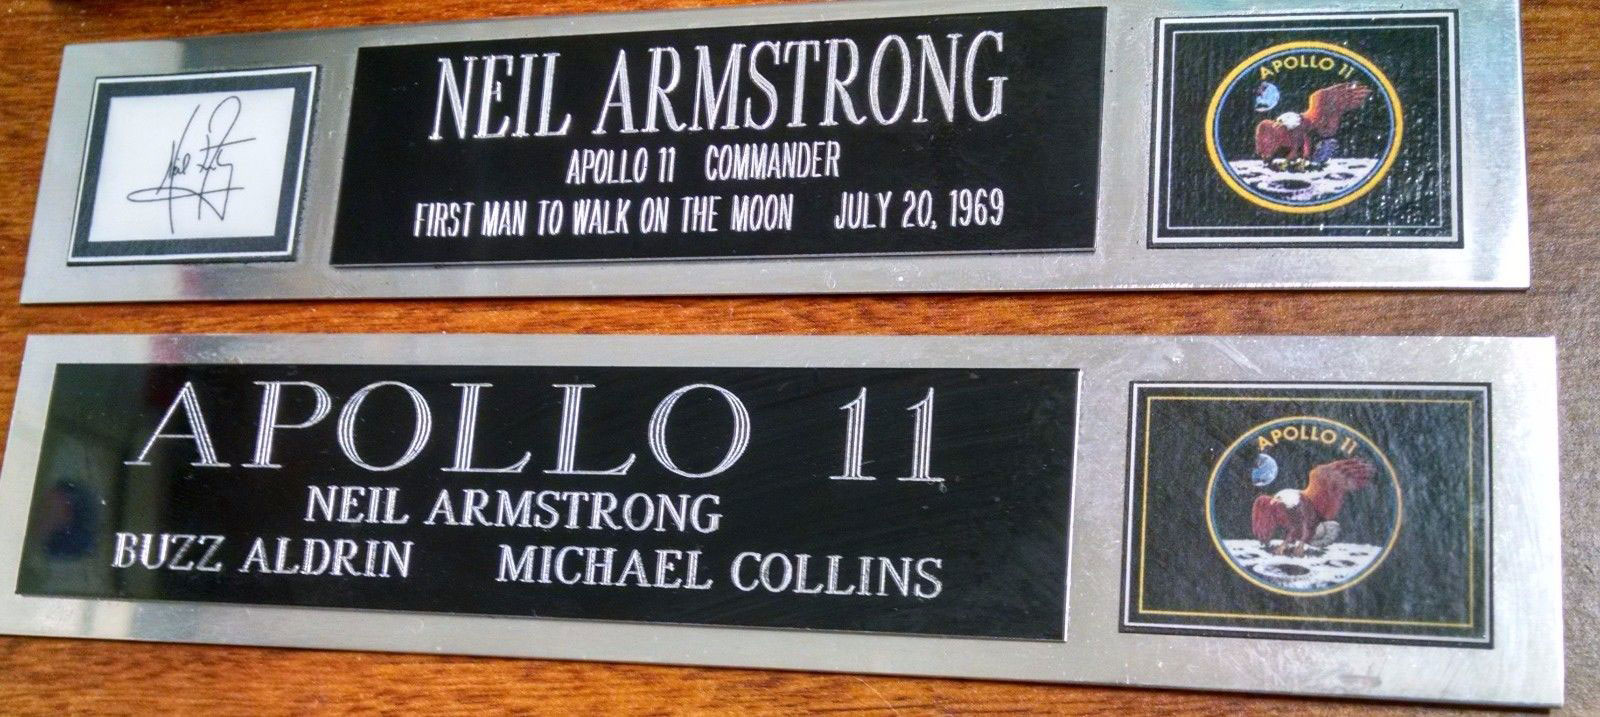 NEIL ARMSTRONG
APOLLO 11 COMMANDER
FIRST MAN TO WALK ON THE MOON JULY 20, 1969
APOLLO 11
APOLLO 11
NEIL ARMSTRONG
BUZZ ALDRIN MICHAEL COLLINS
APOLLO 11